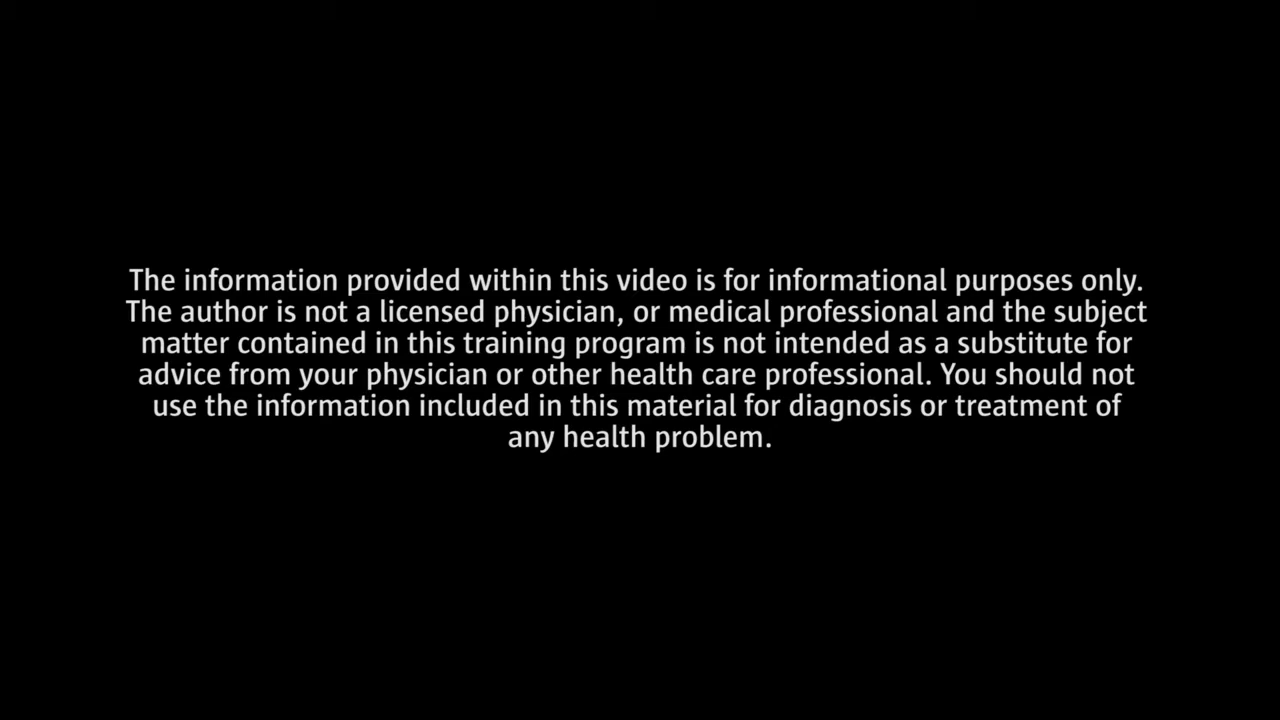 The information provided within this video is for informational purposes only.
The author is not a licensed physician, or medical professional and the subject
matter contained in this training program is not intended as a substitute for
advice from your physician or other health care professional. You should not
use the information included in this material for diagnosis or treatment of
any health problem.